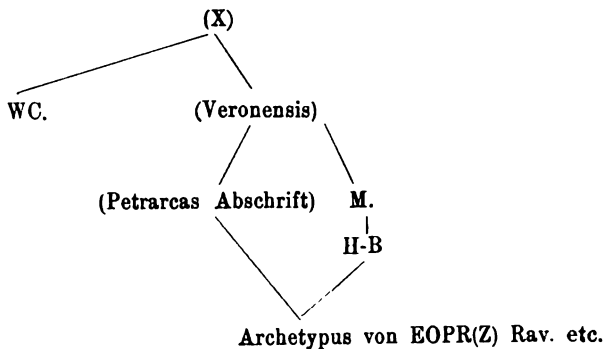 (X)
WC.
(Veronensis)
(Petrarcas Abschrift) M.
H-B
Archetypus von EOPR(Z) Rav. etc.